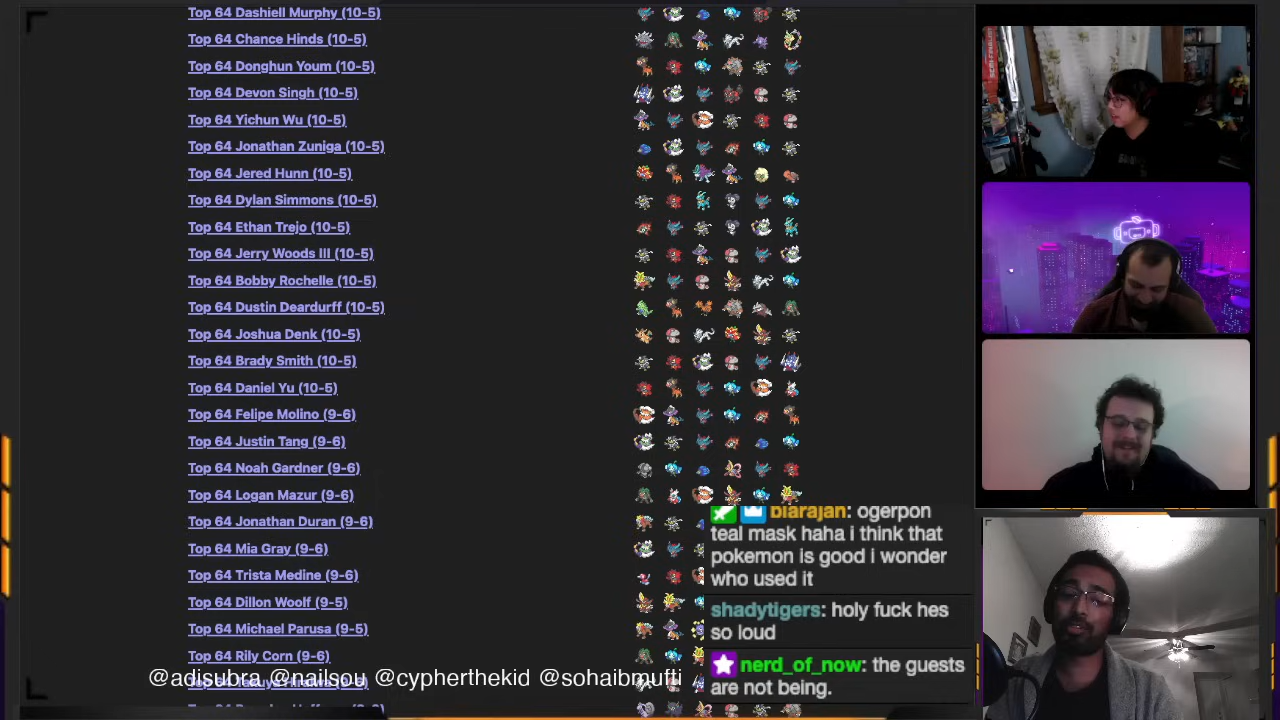 Top 64 Dashiell Murphy (10-5)
Top 64 Chance Hinds (10-5)
Top 64 Donghun Youm (10-5)
Top 64 Devon Singh (10-5)
Top 64 Yichun Wu (10-5)
Top 64 Jonathan Zuniga (10-5)
Top 64 Jered Hunn (10-5)
Top 64 Dylan Simmons (10-5)
Top 64 Ethan Trejo (10-5)
Top 64 Jerry Woods III (10-5)
Top 64 Bobby Rochelle (10-5)
Top 64 Dustin Deardurff (10-5)
Top 64 Joshua Denk (10-5)
Top 64 Brady Smith (10-5)
Top 64 Daniel Yu (10-5)
Top 64 Felipe Molino (9-6)
Top 64 Justin Tang (9-6)
Top 64 Noah Gardner (9-6)
Top 64 Logan Mazur (9-6)
Top 64 Jonathan Duran (9-6)
Top 64 Mia Gray (9-6)
Top 64 Trista Medine (9-6)
Top 64 Dillon Woolf (9-5)
Top 64 Michael Parusa (9-5)
Top 64 Rily Corn (9-6)
@adisubra @nailsou @cypherthekid @sohaibmufti
biarajan: ogerpon
teal mask haha i think that
pokemon is good i wonder
who used it
shadytigers: holy fuck hes
so loud
nerd_of_now: the guests
are not being.